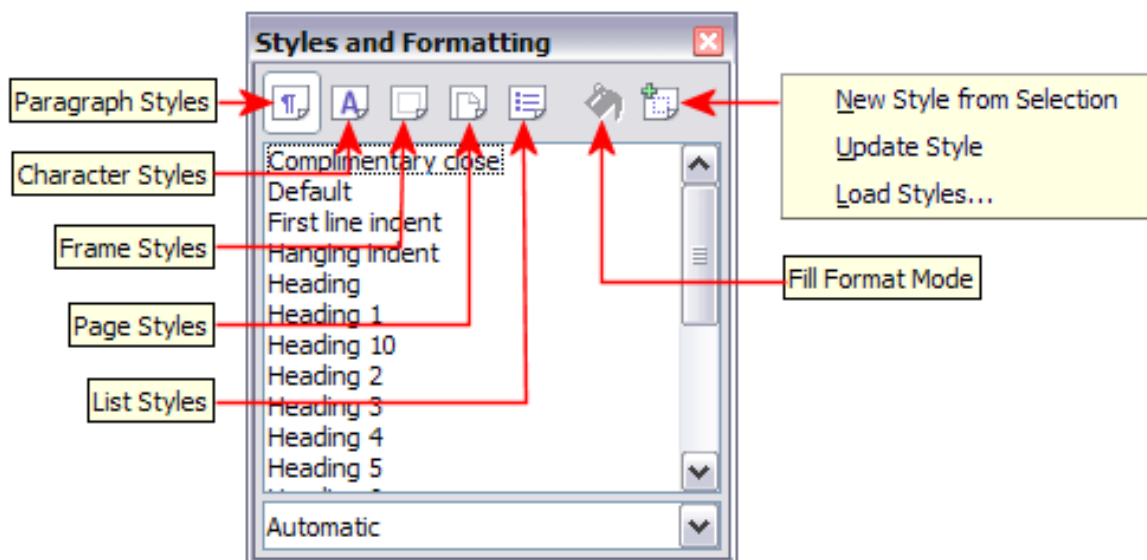 Styles and Formatting
Paragraph Styles
Character Styles
Frame Styles
Page Styles
List Styles
A
New Style from Selection
Update Style
Load Styles...
Fill Format Mode
Complimentary close
Default
First line indent
Hanging indent
Heading
Heading 1
Heading 10
Heading 2
Heading 3
Heading 4
Heading 5
Automatic